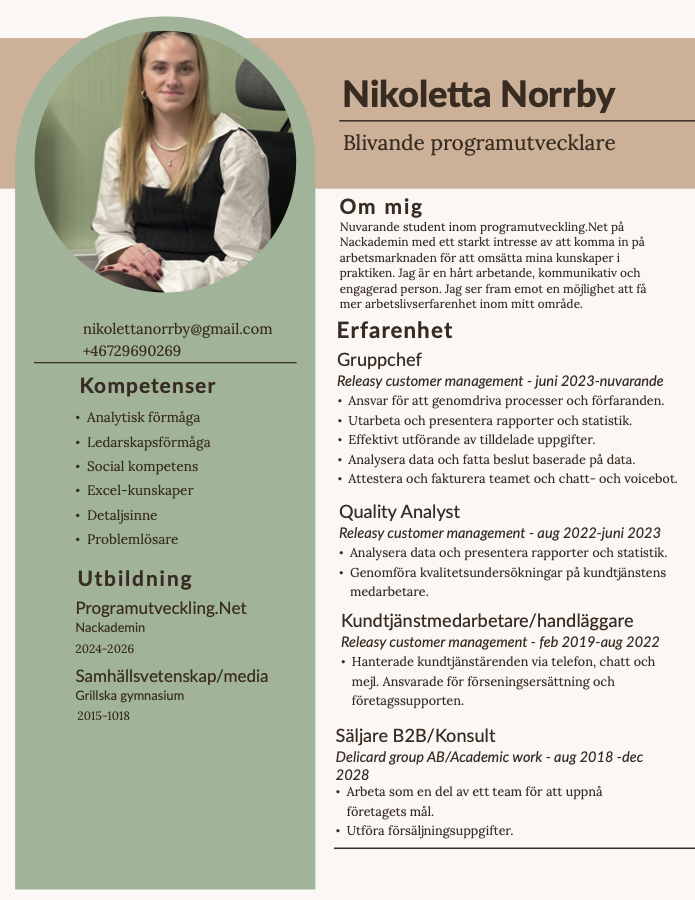 Nikoletta Norrby
Blivande programutvecklare
nikolettanorrby@gmail.com
+46729690269
Kompetenser
• Analytisk förmåga
• Ledarskapsförmåga
• Social kompetens
• Excel-kunskaper
• Detaljsinne
• Problemlösare
Utbildning
Programutveckling.Net
Nackademin
2024-2026
Samhällsvetenskap/media
Grillska gymnasium
2015-1018
Om mig
Nuvarande student inom programutveckling.Net på
Nackademin med ett starkt intresse av att komma in på
arbetsmarknaden för att omsätta mina kunskaper i
praktiken. Jag är en hårt arbetande, kommunikativ och
engagerad person. Jag ser fram emot en möjlighet att få
mer arbetslivserfarenhet inom mitt område.
Erfarenhet
Gruppchef
Releasy customer management - juni 2023-nuvarande
• Ansvar för att genomdriva processer och förfaranden.
• Utarbeta och presentera rapporter och statistik.
• Effektivt utförande av tilldelade uppgifter.
• Analysera data och fatta beslut baserade på data.
• Attestera och fakturera teamet och chatt- och voicebot.
Quality Analyst
Releasy customer management - aug 2022-juni 2023
• Analysera data och presentera rapporter och statistik.
• Genomföra kvalitetsundersökningar på kundtjänstens
medarbetare.
Kundtjänstmedarbetare/handläggare
Releasy customer management - feb 2019-aug 2022
• Hanterade kundtjänstärenden via telefon, chatt och
mejl. Ansvarade för förseningsersättning och
företagssupporten.
Säljare B2B/Konsult
Delicard group AB/Academic work - aug 2018 -dec
2028
• Arbeta som en del av ett team för att uppnå
företagets mål.
• Utföra försäljningsuppgifter.